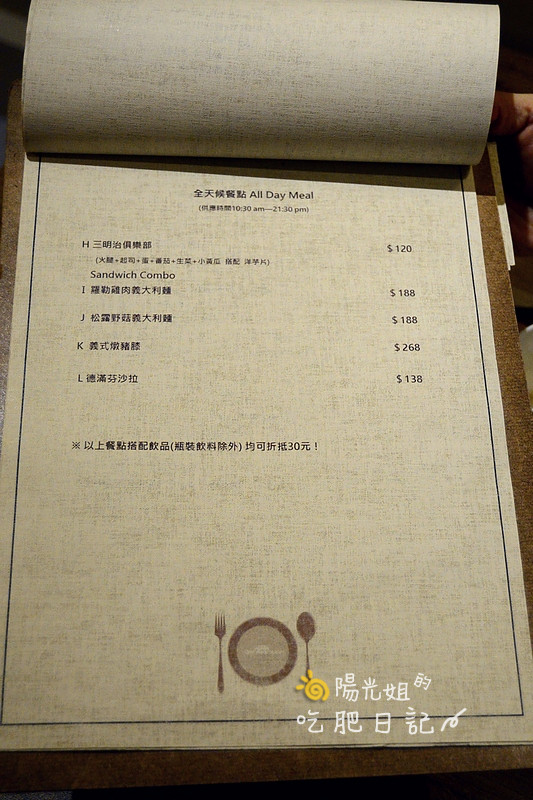 全天候餐點 All Day Meal
(供應時間10:30 am—21:30 pm)
H 三明治俱樂部 $ 120
(火腿+起司+蛋+番茄+生菜+小黃瓜 搭配 洋芋片)
Sandwich Combo
I 羅勒雞肉義大利麵 $ 188
J 松露野菇義大利麵 $ 188
K 義式燉豬膝 $ 268
L 德滿芬沙拉 $ 138
※ 以上餐點搭配飲品(瓶裝飲料除外) 均可折抵30元！
陽光姐的
吃肥日記